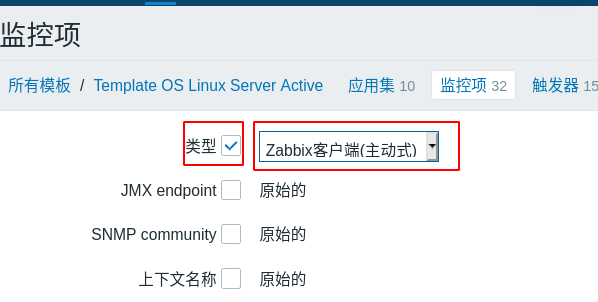 监控项
所有模板 / Template OS Linux Server Active 应用集 10 监控项 32 触发器 15
类型 Zabbix客户端(主动式)
JMX endpoint 原始的
SNMP community 原始的
上下文名称 原始的